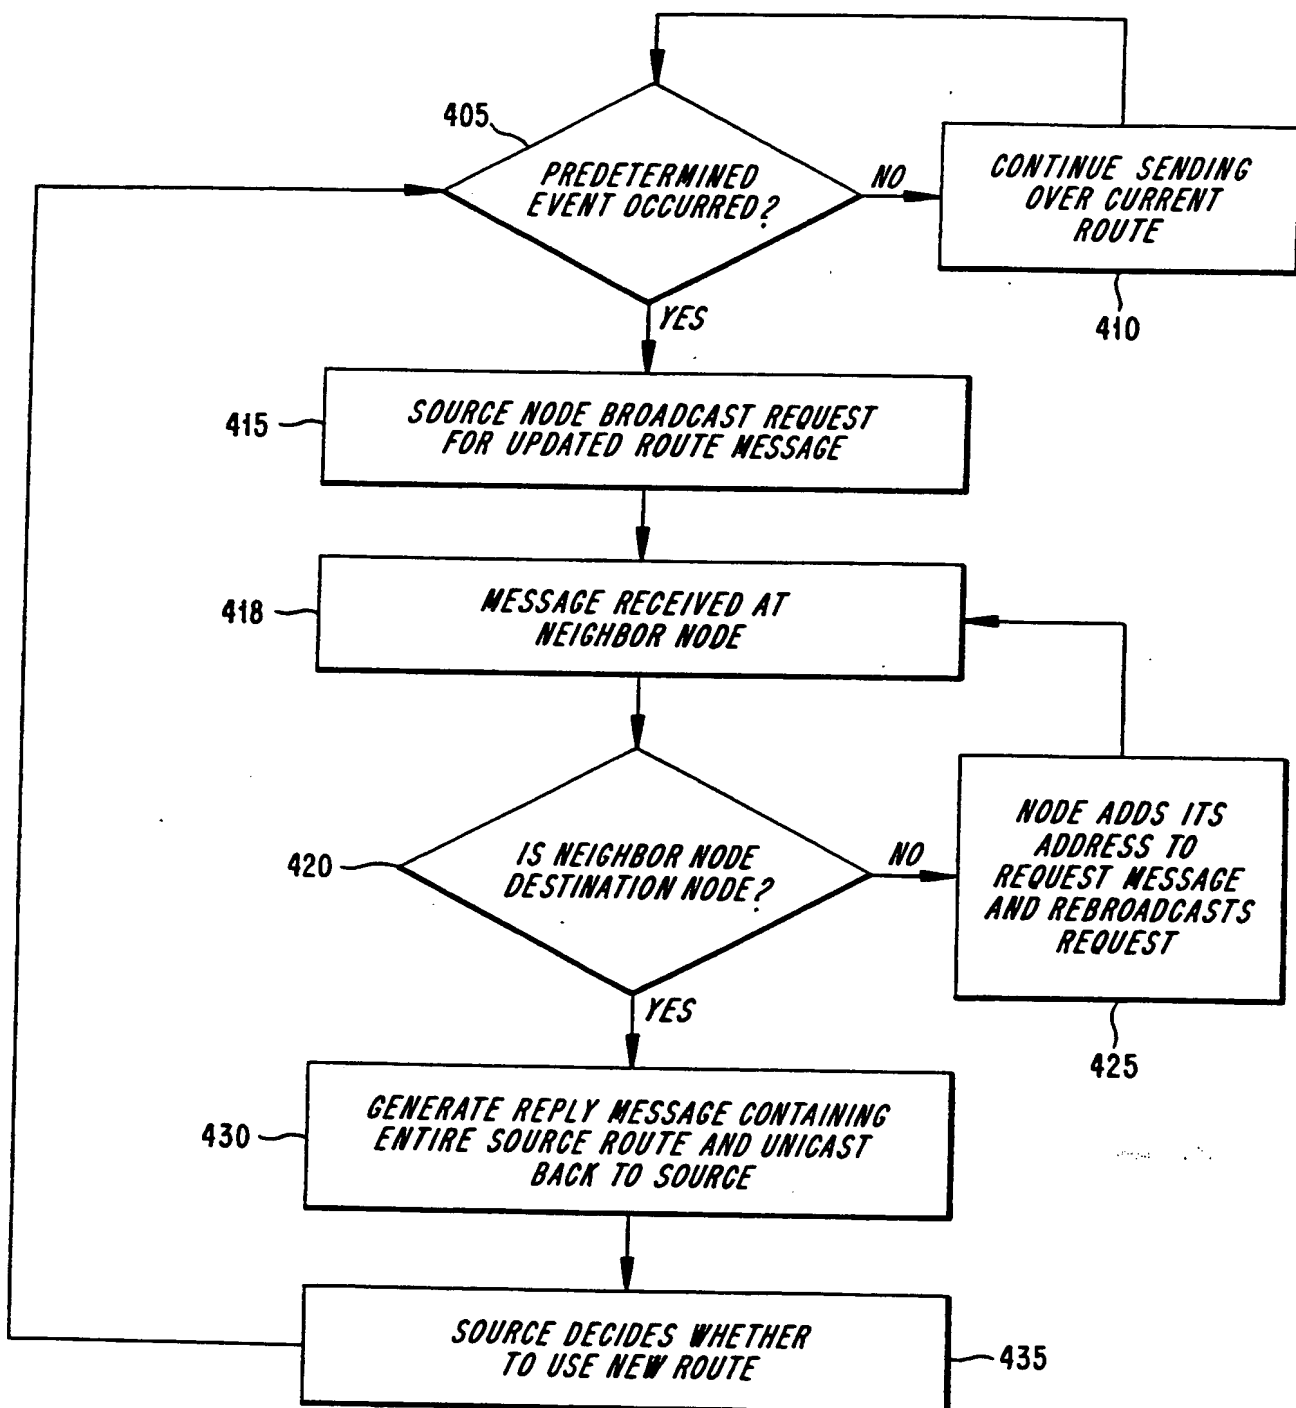 405
PREDETERMINED
EVENT OCCURRED?
NO
CONTINUE SENDING
OVER CURRENT
ROUTE
410
YES
415
SOURCE NODE BROADCAST REQUEST
FOR UPDATED ROUTE MESSAGE
418
MESSAGE RECEIVED AT
NEIGHBOR NODE
420
IS NEIGHBOR NODE
DESTINATION NODE?
NO
NODE ADDS ITS
ADDRESS TO
REQUEST MESSAGE
AND REBROADCASTS
REQUEST
425
YES
430
GENERATE REPLY MESSAGE CONTAINING
ENTIRE SOURCE ROUTE AND UNICAST
BACK TO SOURCE
SOURCE DECIDES WHETHER
TO USE NEW ROUTE
435